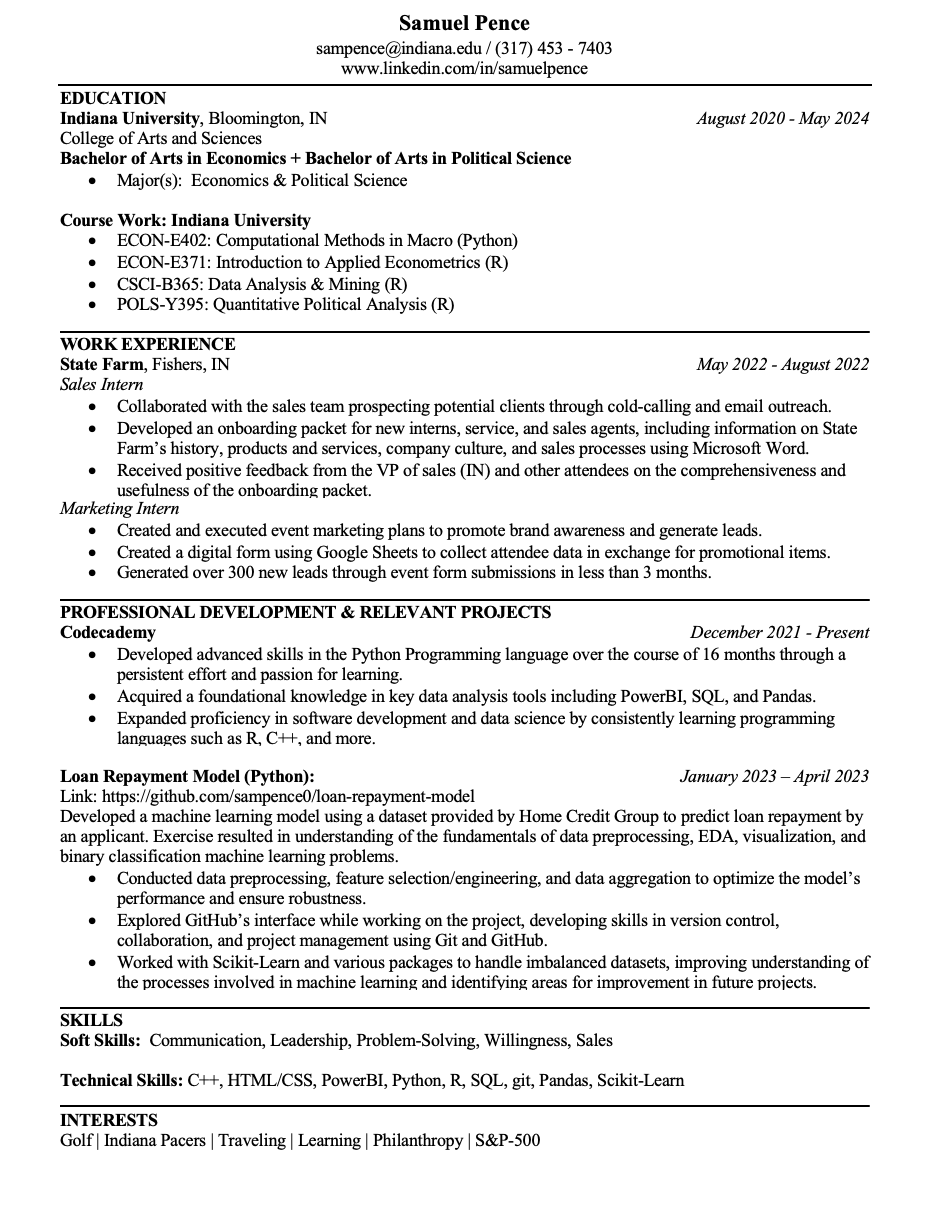 Samuel Pence
sampence@indiana.edu / (317) 453 - 7403
www.linkedin.com/in/samuelpence
EDUCATION
Indiana University, Bloomington, IN August 2020 - May 2024
College of Arts and Sciences
Bachelor of Arts in Economics + Bachelor of Arts in Political Science
• Major(s): Economics & Political Science
Course Work: Indiana University
• ECON-E402: Computational Methods in Macro (Python)
• ECON-E371: Introduction to Applied Econometrics (R)
• CSCI-B365: Data Analysis & Mining (R)
• POLS-Y395: Quantitative Political Analysis (R)
WORK EXPERIENCE
State Farm, Fishers, IN May 2022 - August 2022
Sales Intern
• Collaborated with the sales team prospecting potential clients through cold-calling and email outreach.
• Developed an onboarding packet for new interns, service, and sales agents, including information on State
Farm's history, products and services, company culture, and sales processes using Microsoft Word.
• Received positive feedback from the VP of sales (IN) and other attendees on the comprehensiveness and
usefulness of the onboarding packet.
Marketing Intern
• Created and executed event marketing plans to promote brand awareness and generate leads.
• Created a digital form using Google Sheets to collect attendee data in exchange for promotional items.
• Generated over 300 new leads through event form submissions in less than 3 months.
PROFESSIONAL DEVELOPMENT & RELEVANT PROJECTS
Codecademy December 2021 - Present
• Developed advanced skills in the Python Programming language over the course of 16 months through a
persistent effort and passion for learning.
• Acquired a foundational knowledge in key data analysis tools including PowerBI, SQL, and Pandas.
• Expanded proficiency in software development and data science by consistently learning programming
languages such as R, C++, and more.
Loan Repayment Model (Python): January 2023 – April 2023
Link: https://github.com/sampence0/loan-repayment-model
Developed a machine learning model using a dataset provided by Home Credit Group to predict loan repayment by
an applicant. Exercise resulted in understanding of the fundamentals of data preprocessing, EDA, visualization, and
binary classification machine learning problems.
• Conducted data preprocessing, feature selection/engineering, and data aggregation to optimize the model's
performance and ensure robustness.
• Explored GitHub's interface while working on the project, developing skills in version control,
collaboration, and project management using Git and GitHub.
• Worked with Scikit-Learn and various packages to handle imbalanced datasets, improving understanding of
the processes involved in machine learning and identifying areas for improvement in future projects.
SKILLS
Soft Skills: Communication, Leadership, Problem-Solving, Willingness, Sales
Technical Skills: C++, HTML/CSS, PowerBI, Python, R, SQL, git, Pandas, Scikit-Learn
INTERESTS
Golf | Indiana Pacers | Traveling | Learning | Philanthropy | S&P-500